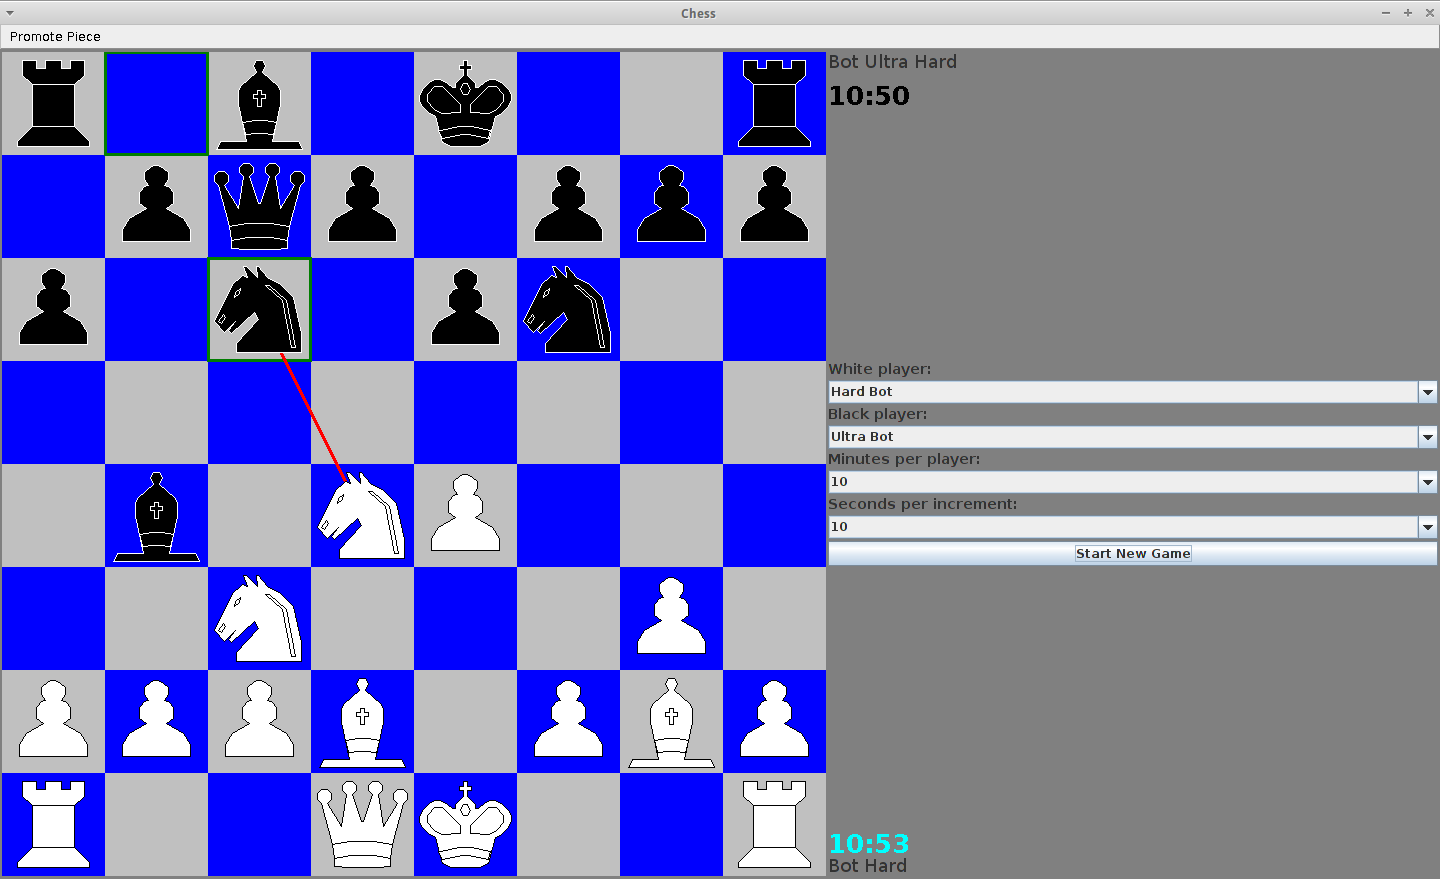 Chess
Promote Piece
Bot Ultra Hard
10:50
White player:
Hard Bot
Black player:
Ultra Bot
Minutes per player:
10
Seconds per increment:
10
Start New Game
10:53
Bot Hard